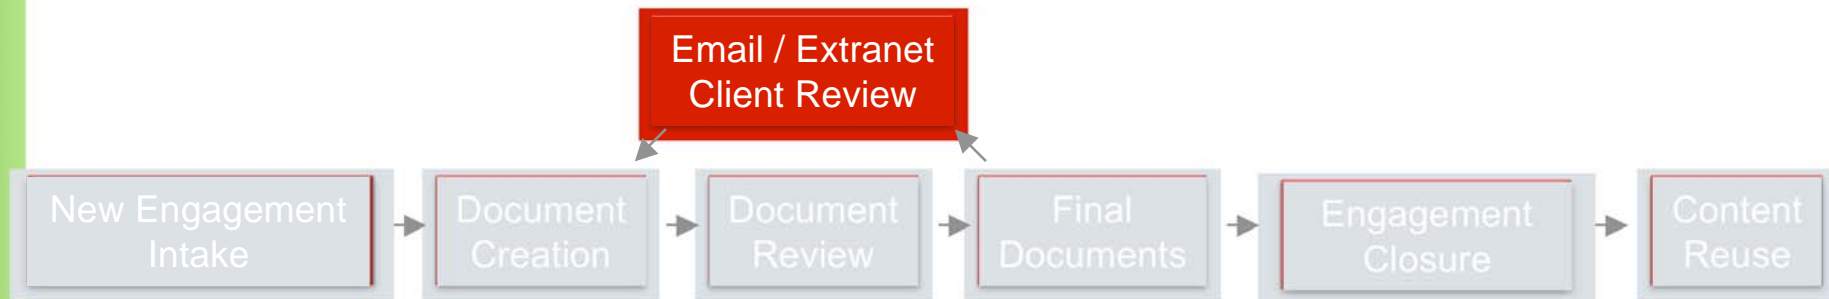 Email / Extranet
Client Review
New Engagement
Intake
Document
Creation
Document
Review
Final
Documents
Engagement
Closure
Content
Reuse